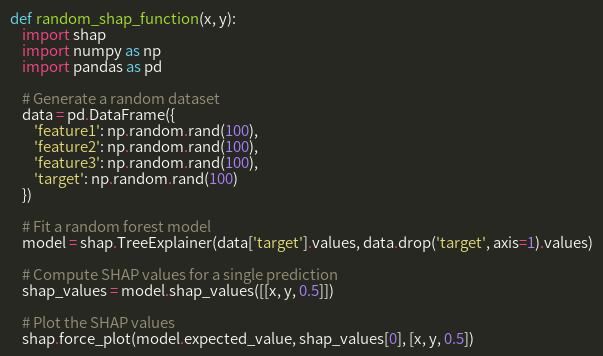 def random_shap_function(x, y):
import shap
import numpy as np
import pandas as pd
# Generate a random dataset
data = pd.DataFrame({
'feature1': np.random.rand(100),
'feature2': np.random.rand(100),
'feature3': np.random.rand(100),
'target': np.random.rand(100)
})
# Fit a random forest model
model = shap.TreeExplainer(data['target'].values, data.drop('target', axis=1).values)
# Compute SHAP values for a single prediction
shap_values = model.shap_values([[x, y, 0.5]])
# Plot the SHAP values
shap.force_plot(model.expected_value, shap_values[0], [x, y, 0.5])